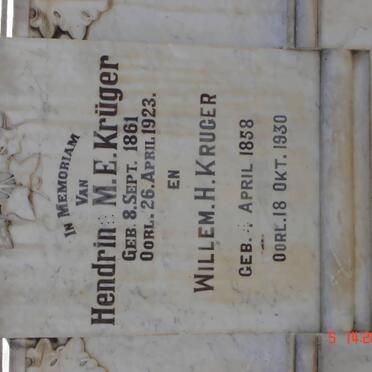 IN MEMORIAM
VAN
M.E. Krüger
GEB. 8. SEPT. 1861
OORL. 26. APRIL 1923.
EN
WILLEM. H. KRUGER
GEB. APRIL 1858
OORL. 18 OKT. 1930